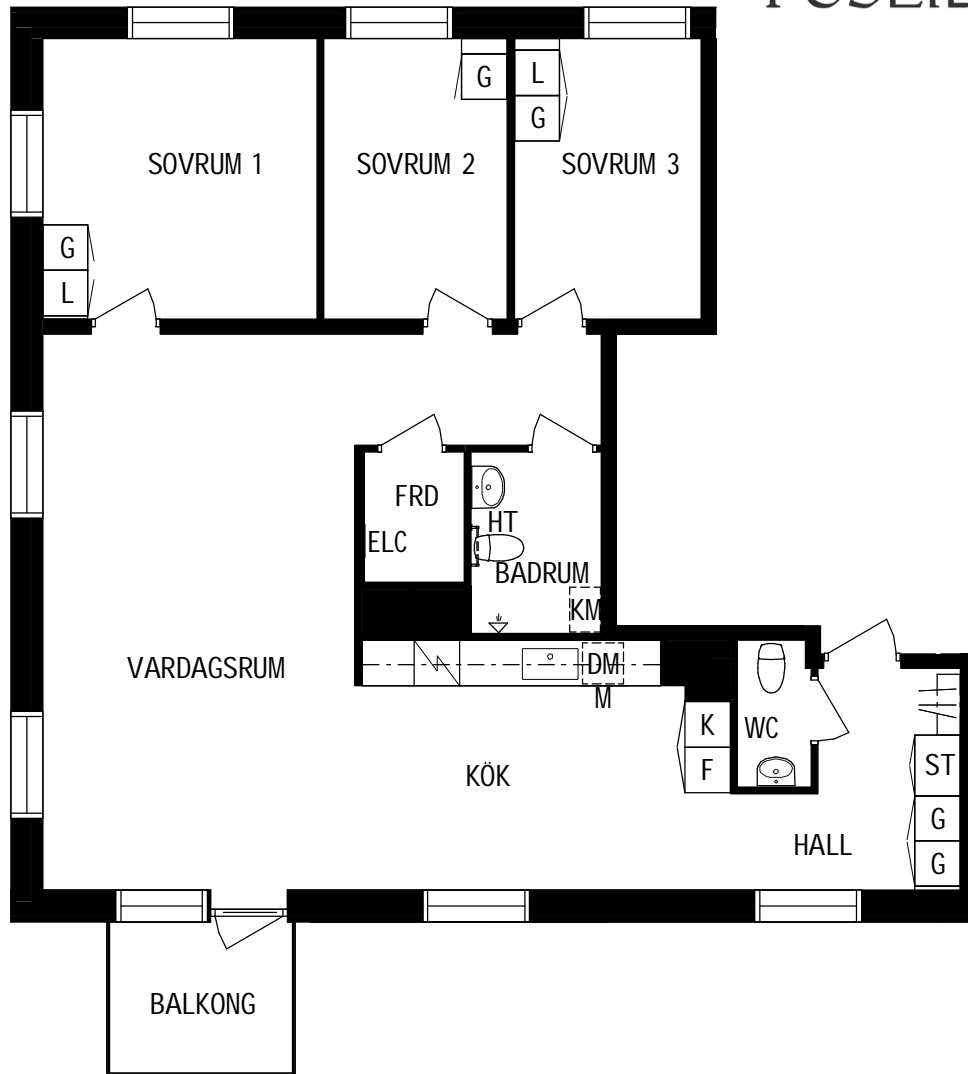 G
L
SOVRUM 1
SOVRUM 2
G
SOVRUM 3
G
L
FRD
HT
ELC
BADRUM
KM
VARDAGSRUM
DM
M
K
WC
F
KÖK
ST
G
HALL
G
BALKONG